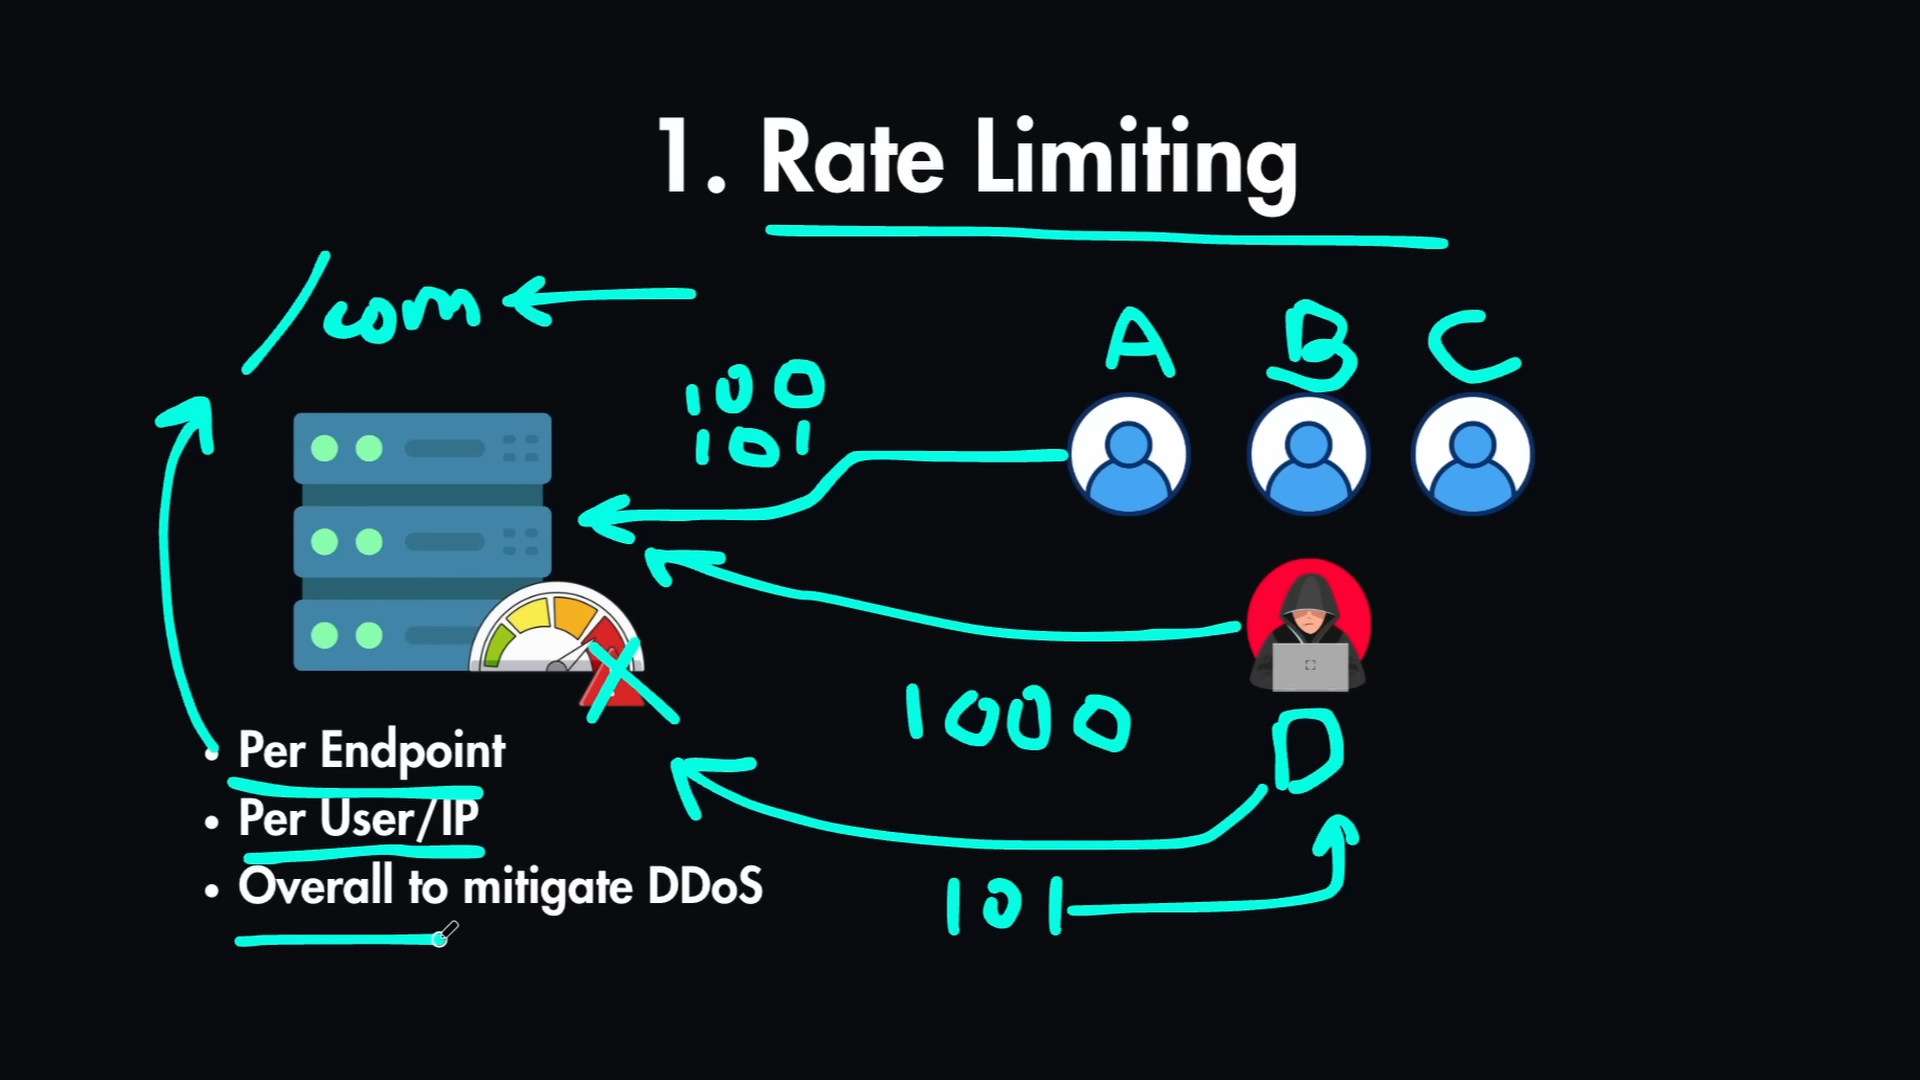 1. Rate Limiting
/com
A B C
100
101
1000
D
• Per Endpoint
• Per User/IP
• Overall to mitigate DDoS
101